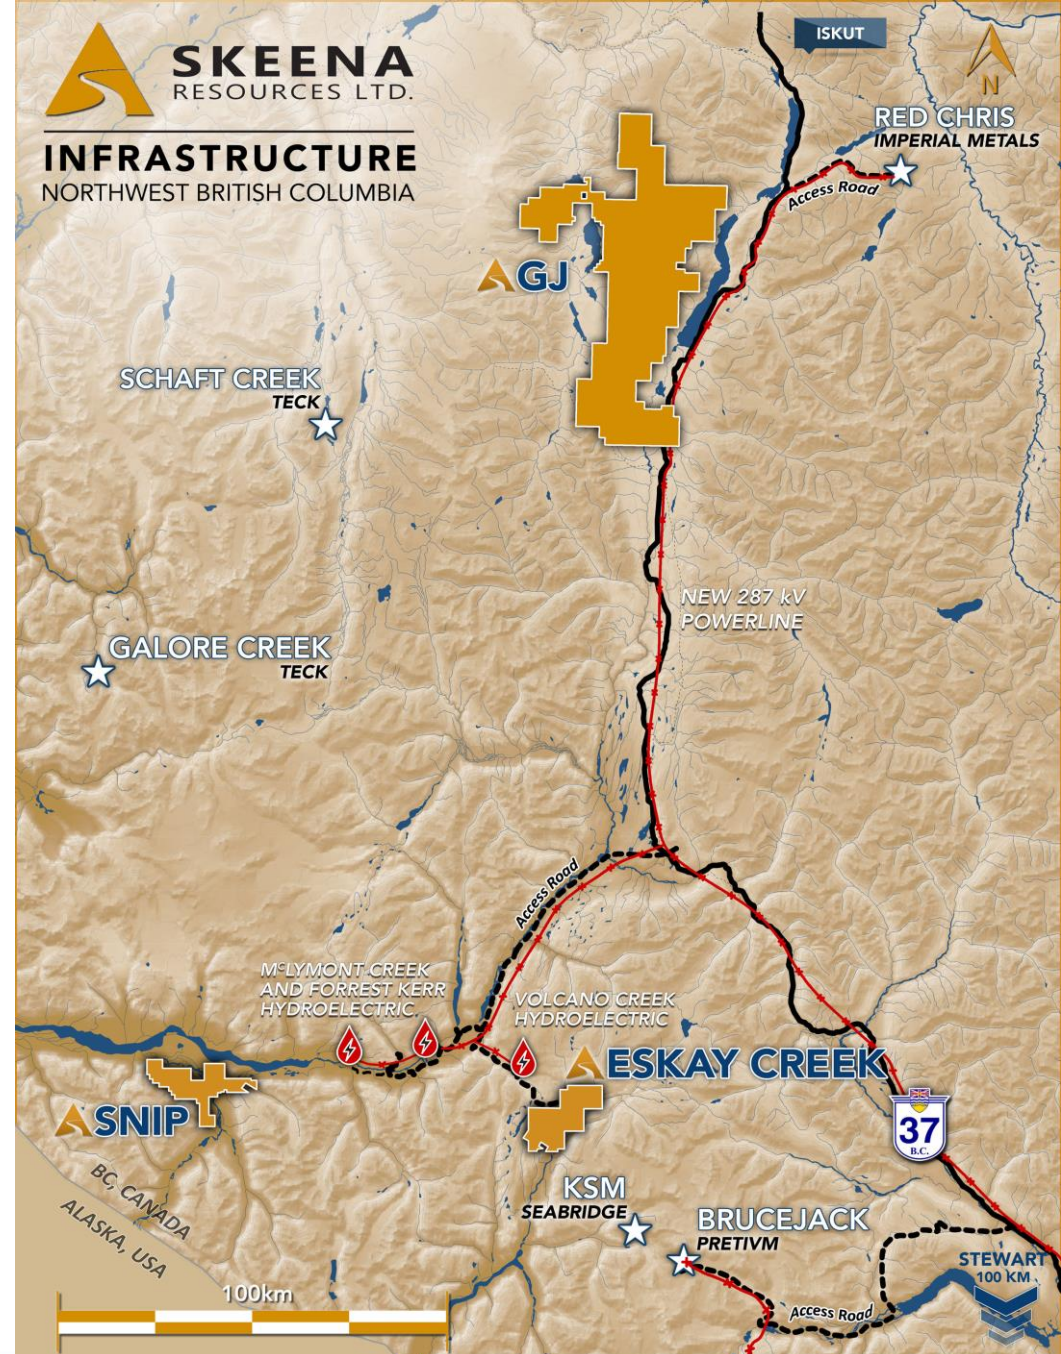 SKEENA
RESOURCES LTD.
INFRASTRUCTURE
NORTHWEST BRITISH COLUMBIA
ISKUT
N
RED CHRIS
IMPERIAL METALS
Access Road
GJ
SCHAFT CREEK
TECK
NEW 287 kV
POWERLINE
GALORE CREEK
TECK
Access Road
McLYMONT CREEK
AND FORREST KERR
HYDROELECTRIC
VOLCANO CREEK
HYDROELECTRIC
ESKAY CREEK
SNIP
37
B.C.
BC, CANADA
ALASKA, USA
KSM
SEABRIDGE
BRUCEJACK
PRETIVM
STEWART
100 KM
100km
Access Road